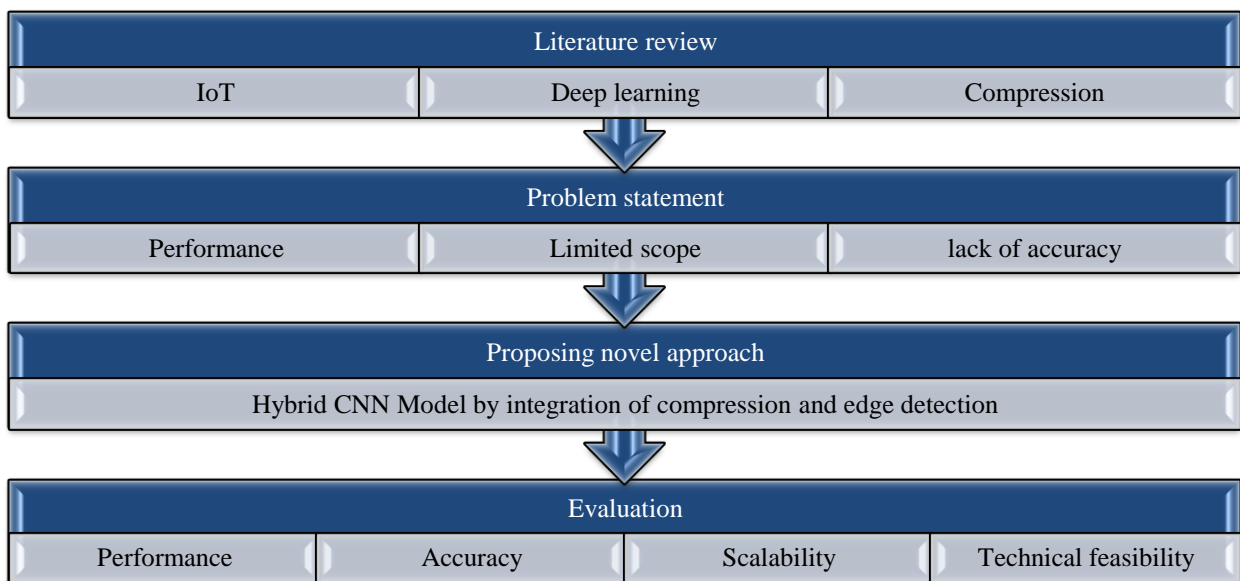 Literature review
IoT Deep learning Compression
Problem statement
Performance Limited scope lack of accuracy
Proposing novel approach
Hybrid CNN Model by integration of compression and edge detection
Evaluation
Performance Accuracy Scalability Technical feasibility